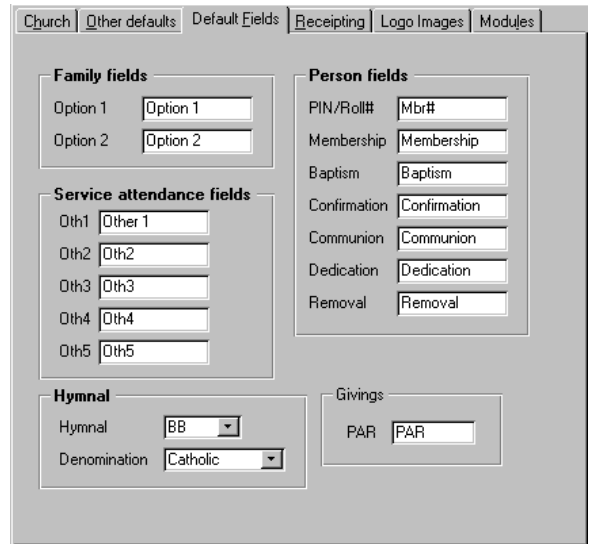 Church Other defaults Default Fields Receipting Logo Images Modules
Family fields
Option 1 Option 1
Option 2 Option 2
Service attendance fields
Oth1 Other 1
Oth2 Oth2
Oth3 Oth3
Oth4 Oth4
Oth5 Oth5
Person fields
PIN/Roll# Mbr#
Membership Membership
Baptism Baptism
Confirmation Confirmation
Communion Communion
Dedication Dedication
Removal Removal
Hymnal
Hymnal BB
Denomination Catholic
Givings
PAR PAR